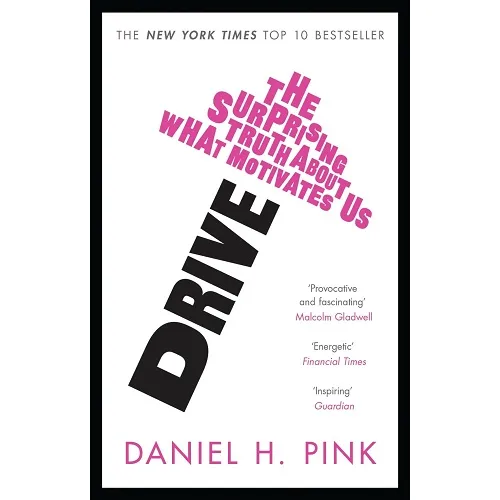 THE NEW YORK TIMES TOP 10 BESTSELLER
THE
SURPRISING
TRUTH ABOUT
WHAT MOTIVATES US
DRIVE
‘Provocative
and fascinating’
Malcolm Gladwell
‘Energetic’
Financial Times
‘Inspiring’
Guardian
DANIEL H. PINK